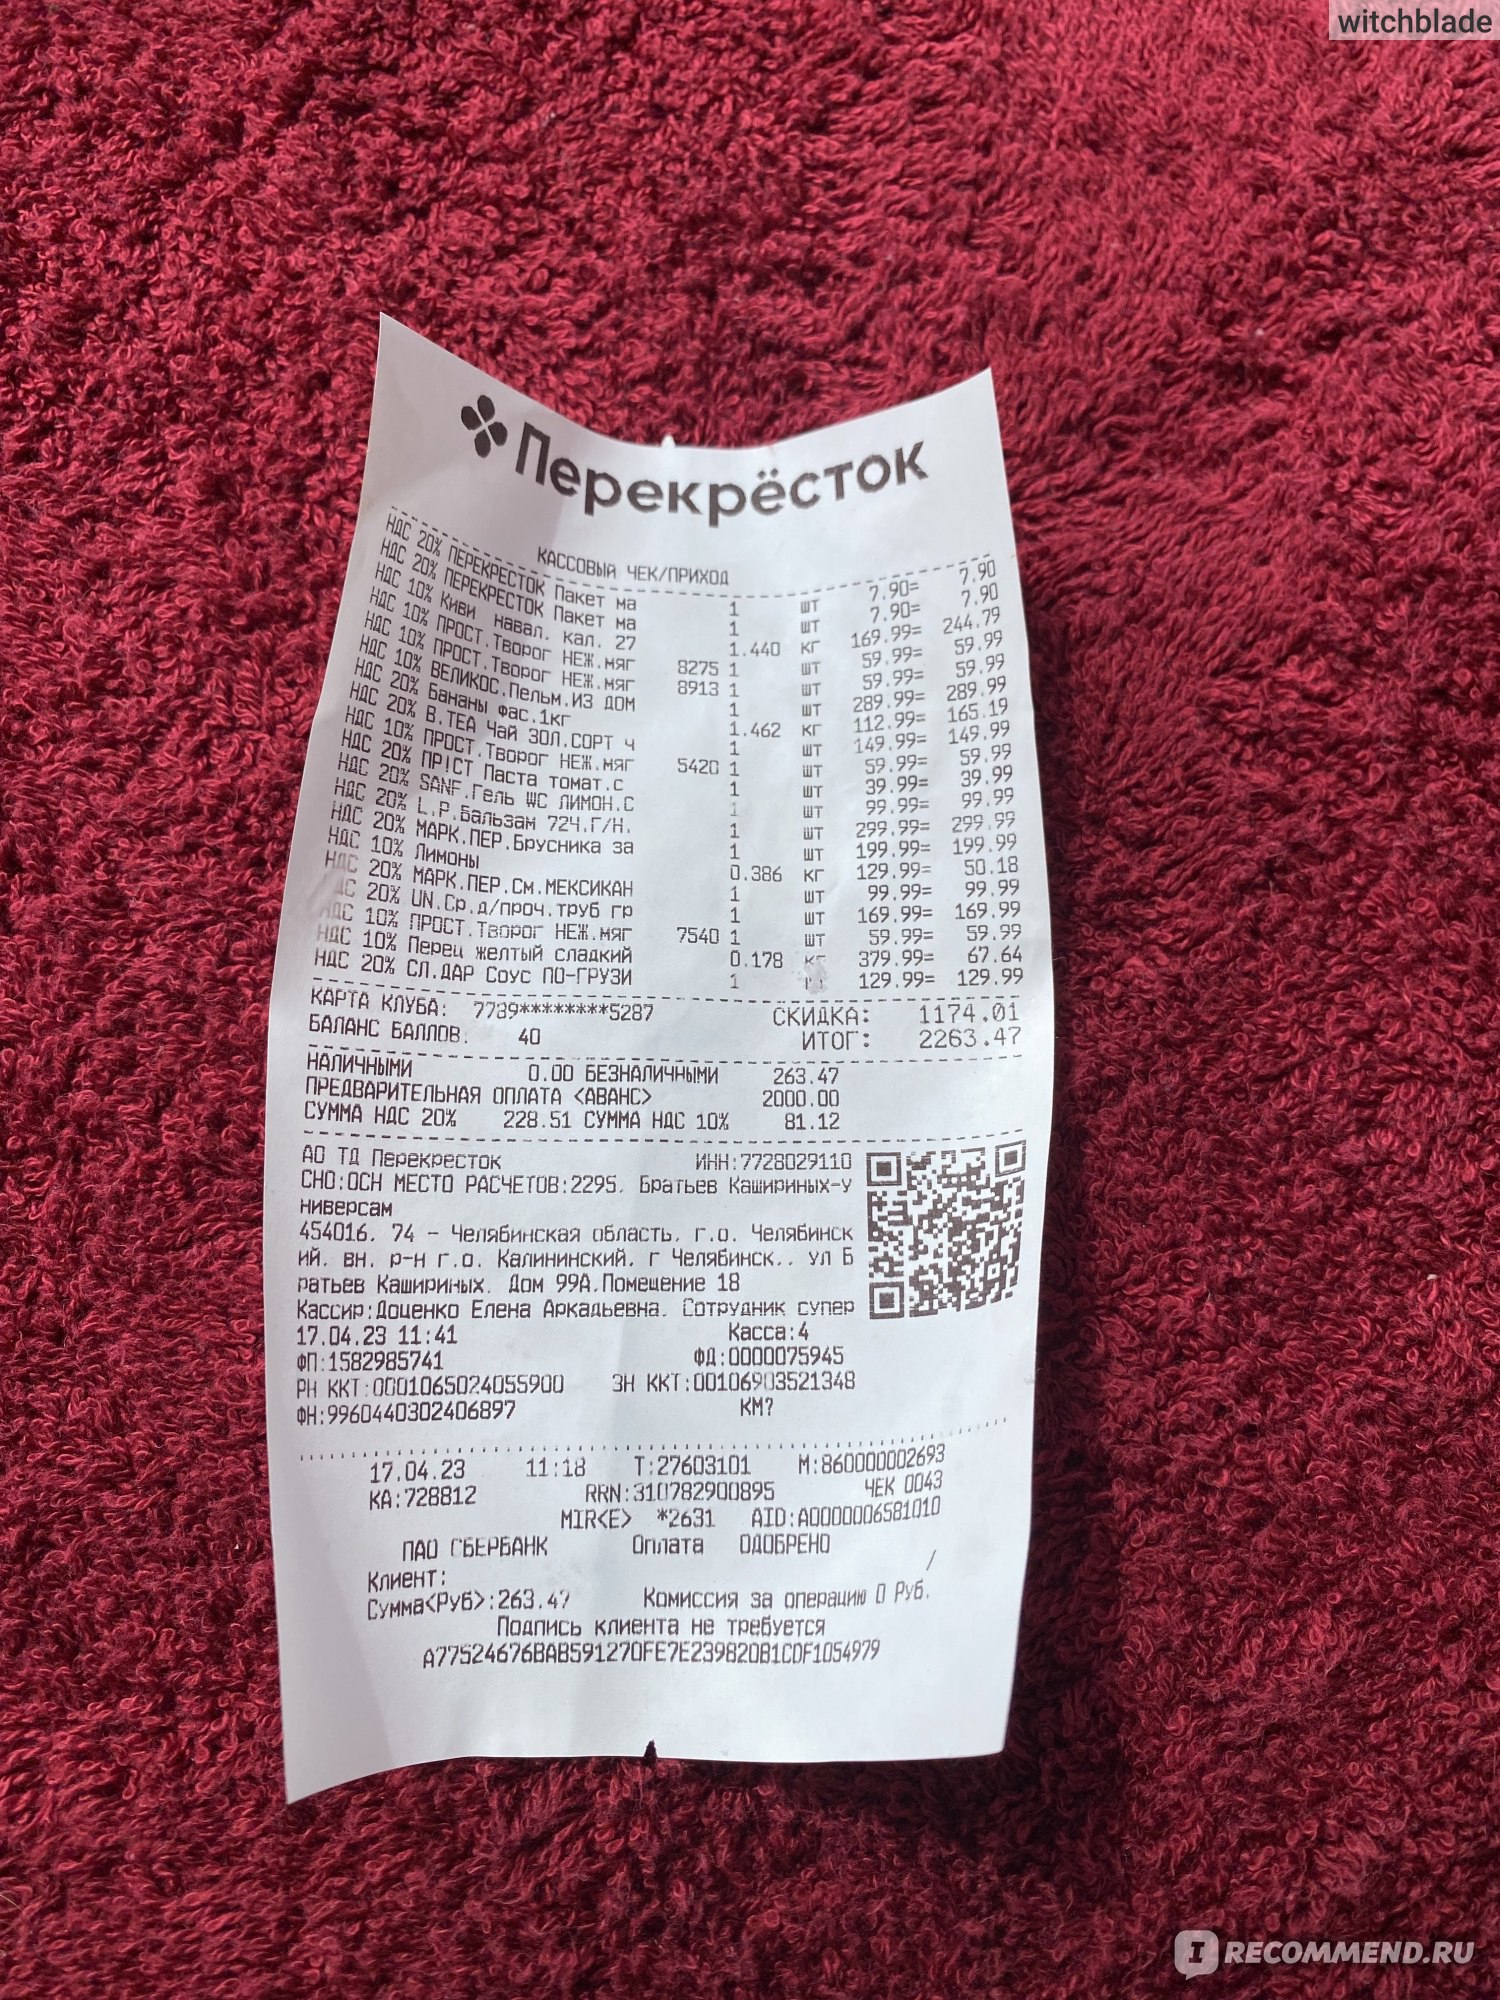 witchblade
Перекрёсток
КАССОВЫЙ ЧЕК/ПРИХОД
НДС 20% ПЕРЕКРЕСТОК Пакет ма 1 шт 7.90= 7.90
НДС 20% ПЕРЕКРЕСТОК Пакет ма 1 шт 7.90= 7.90
НДС 10% Киви навал. кал. 27 1.440 кг 169.99= 244.79
НДС 10% ПРОСТ.Творог НЕЖ.мяг 8275 1 шт 59.99= 59.99
НДС 10% ПРОСТ.Творог НЕЖ.мяг 8913 1 шт 59.99= 59.99
НДС 10% ВЕЛИКОС.Пельм.ИЗ ДОМ 1 шт 289.99= 289.99
НДС 20% Бананы фас.1кг 1.462 кг 112.99= 165.19
НДС 20% B.TEA Чай ЗОЛ.СОРТ ч 1 шт 149.99= 149.99
НДС 10% ПРОСТ.Творог НЕЖ.мяг 5420 1 шт 59.99= 59.99
НДС 20% ПР!СТ Паста томат.с 1 шт 39.99= 39.99
НДС 20% SANF.Гель WC ЛИМОН.С 1 шт 99.99= 99.99
НДС 20% L.P.Бальзам 72Ч.Г/Н. 1 шт 299.99= 299.99
НДС 20% МАРК.ПЕР.Брусника за 1 шт 199.99= 199.99
НДС 10% Лимоны 0.386 кг 129.99= 50.18
НДС 20% МАРК.ПЕР.См.МЕКСИКАН 1 шт 99.99= 99.99
НДС 20% UN.Ср.д/проч.труб гр 1 шт 169.99= 169.99
НДС 10% ПРОСТ.Творог НЕЖ.мяг 7540 1 шт 59.99= 59.99
НДС 10% Перец желтый сладкий 0.178 кг 379.99= 67.64
НДС 20% СЛ.ДАР Соус ПО-ГРУЗИ 1 129.99= 129.99
КАРТА КЛУБА: 7789********5287 СКИДКА: 1174.01
БАЛАНС БАЛЛОВ: 40 ИТОГ: 2263.47
НАЛИЧНЫМИ 0.00 БЕЗНАЛИЧНЫМИ 263.47
ПРЕДВАРИТЕЛЬНАЯ ОПЛАТА <АВАНС> 2000.00
СУММА НДС 20% 228.51 СУММА НДС 10% 81.12
АО ТД Перекресток ИНН:7728029110
СНО:ОСН МЕСТО РАСЧЕТОВ:2295, Братьев Кашириных-у
ниверсам
454016, 74 - Челябинская область, г.о. Челябинск
ий, вн. р-н г.о. Калининский, г Челябинск,, ул Б
ратьев Кашириных, Дом 99А,Помещение 18
Кассир:Доценко Елена Аркадьевна, Сотрудник супер
17.04.23 11:41 Касса:4
ФП:1582985741 ФД:0000075945
РН ККТ:0001065024055900 ЗН ККТ:00106903521348
ФН:9960440302406897 КМ?
17.04.23 11:18 Т:27603101 М:860000002693
КА:728812 RRN:310782900895 ЧЕК 0043
MIR<E> *2631 AID:A0000006581010
ПАО СБЕРБАНК Оплата ОДОБРЕНО
Клиент: /
Сумма<Руб>:263.47 Комиссия за операцию 0 Руб.
Подпись клиента не требуется
A77524676BAB591270FE7E239820B1CDF1054979
IRECOMMEND.RU